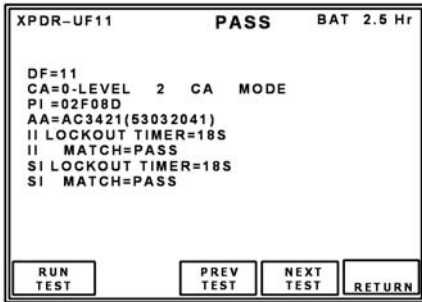 XPDR–UF11 PASS BAT 2.5 Hr
DF=11
CA=0-LEVEL 2 CA MODE
PI =02F08D
AA=AC3421(53032041)
II LOCKOUT TIMER=18S
II MATCH=PASS
SI LOCKOUT TIMER=18S
SI MATCH=PASS
RUN TEST
PREV TEST
NEXT TEST
RETURN